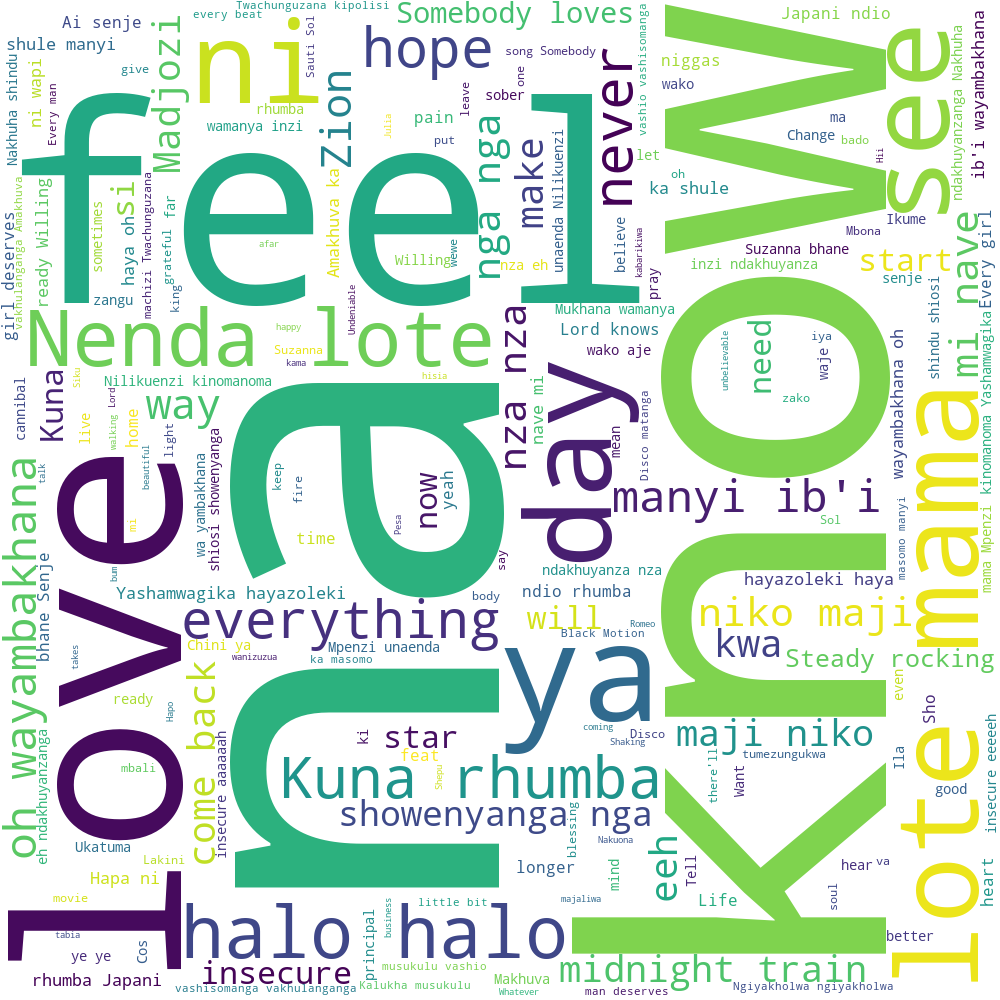 Twachunguzana kipolisi
every beat
Ai senje
shule manyi
give
ni wapi
Every man
Nakhuha shindu
Madjozi
ni
Sauti Sol
rhumba
wamanya inzi
hope
Zion
Somebody loves
song Somebody
sober
one
leave
pain
put
Julia
never
niggas
wako
vashio vashisomanga
Japani ndio
ma
Change
bado
see
Nakhuha
ndakhuyanzanga
ib'i wayambakhana
feel
KnoW
let
oh
ka shule
Hii
Ikume
Mbona
make
nga nga
si
haya oh
machizi Twachunguzana
grateful far
sometimes
ready Willing
vakhulanganga Amakhuva
girl deserves
zangu
king
afar
Amakhuva ka
Undeniable
Willing
wewe
nza eh
unaenda Nilikuenzi
believe
kabarikiwa
pray
Suzanna bhane
inzi ndakhuyanza
start
senje
mi nave
Every girl
Nenda lote
happy
Suzanna
kama
Mukhana wamanya
Lord knows
wako aje
nza nza
nave mi
day
mean
Disco matanga
unbelievable
need
iya
waje
zako
wayambakhana oh
shindu shiosi
kinomanoma Yashamwagika
cannibal
Kuna
Siku
live
Nilikuenzi kinomanoma
hisia
way
home
Lord
walking
light
beautiful
love
na
talk
mi
bum
takes
oh wayambakhana
bhane Senje
eh ndakhuyanzanga
wa yambakhana
shiosi showenyanga
keep
fire
time
Pesa
now
yeah
say
manyi ib'i
Sol
masomo manyi
mama
mama Mpenzi
ndakhuyanza nza
hayazoleki haya
Yashamwagika hayazoleki
body
ndio rhumba
everything
will
Black Motion
Romeo
niko maji
kwa
Steady rocking
Chini ya
wanizuzua
ka masomo
Mpenzi unaenda
ya
come back
ready
Hapo
mbali
insecure aaaaaah
ki
star
feat
Shepu
coming
Shaking
Disco
maji niko
tumezungukwa
even
Sho
Ila
good
lote
insecure eeeeeh
Kuna rhumba
showenyanga nga
Nakuona
blessing
there'll
Want
Ukatuma
Lakini
Hapa ni
movie
longer
mind
eeh
Tell
Life
hear
va
soul
heart
majaliwa
halo halo
little bit
business
principal
tabia
ye ye
Cos
rhumba Japani
insecure
musukulu vashio
Kalukha musukulu
vashisomanga vakhulanganga
Makhuva
Whatever
midnight train
man deserves
better
Ngiyakholwa ngiyakholwa